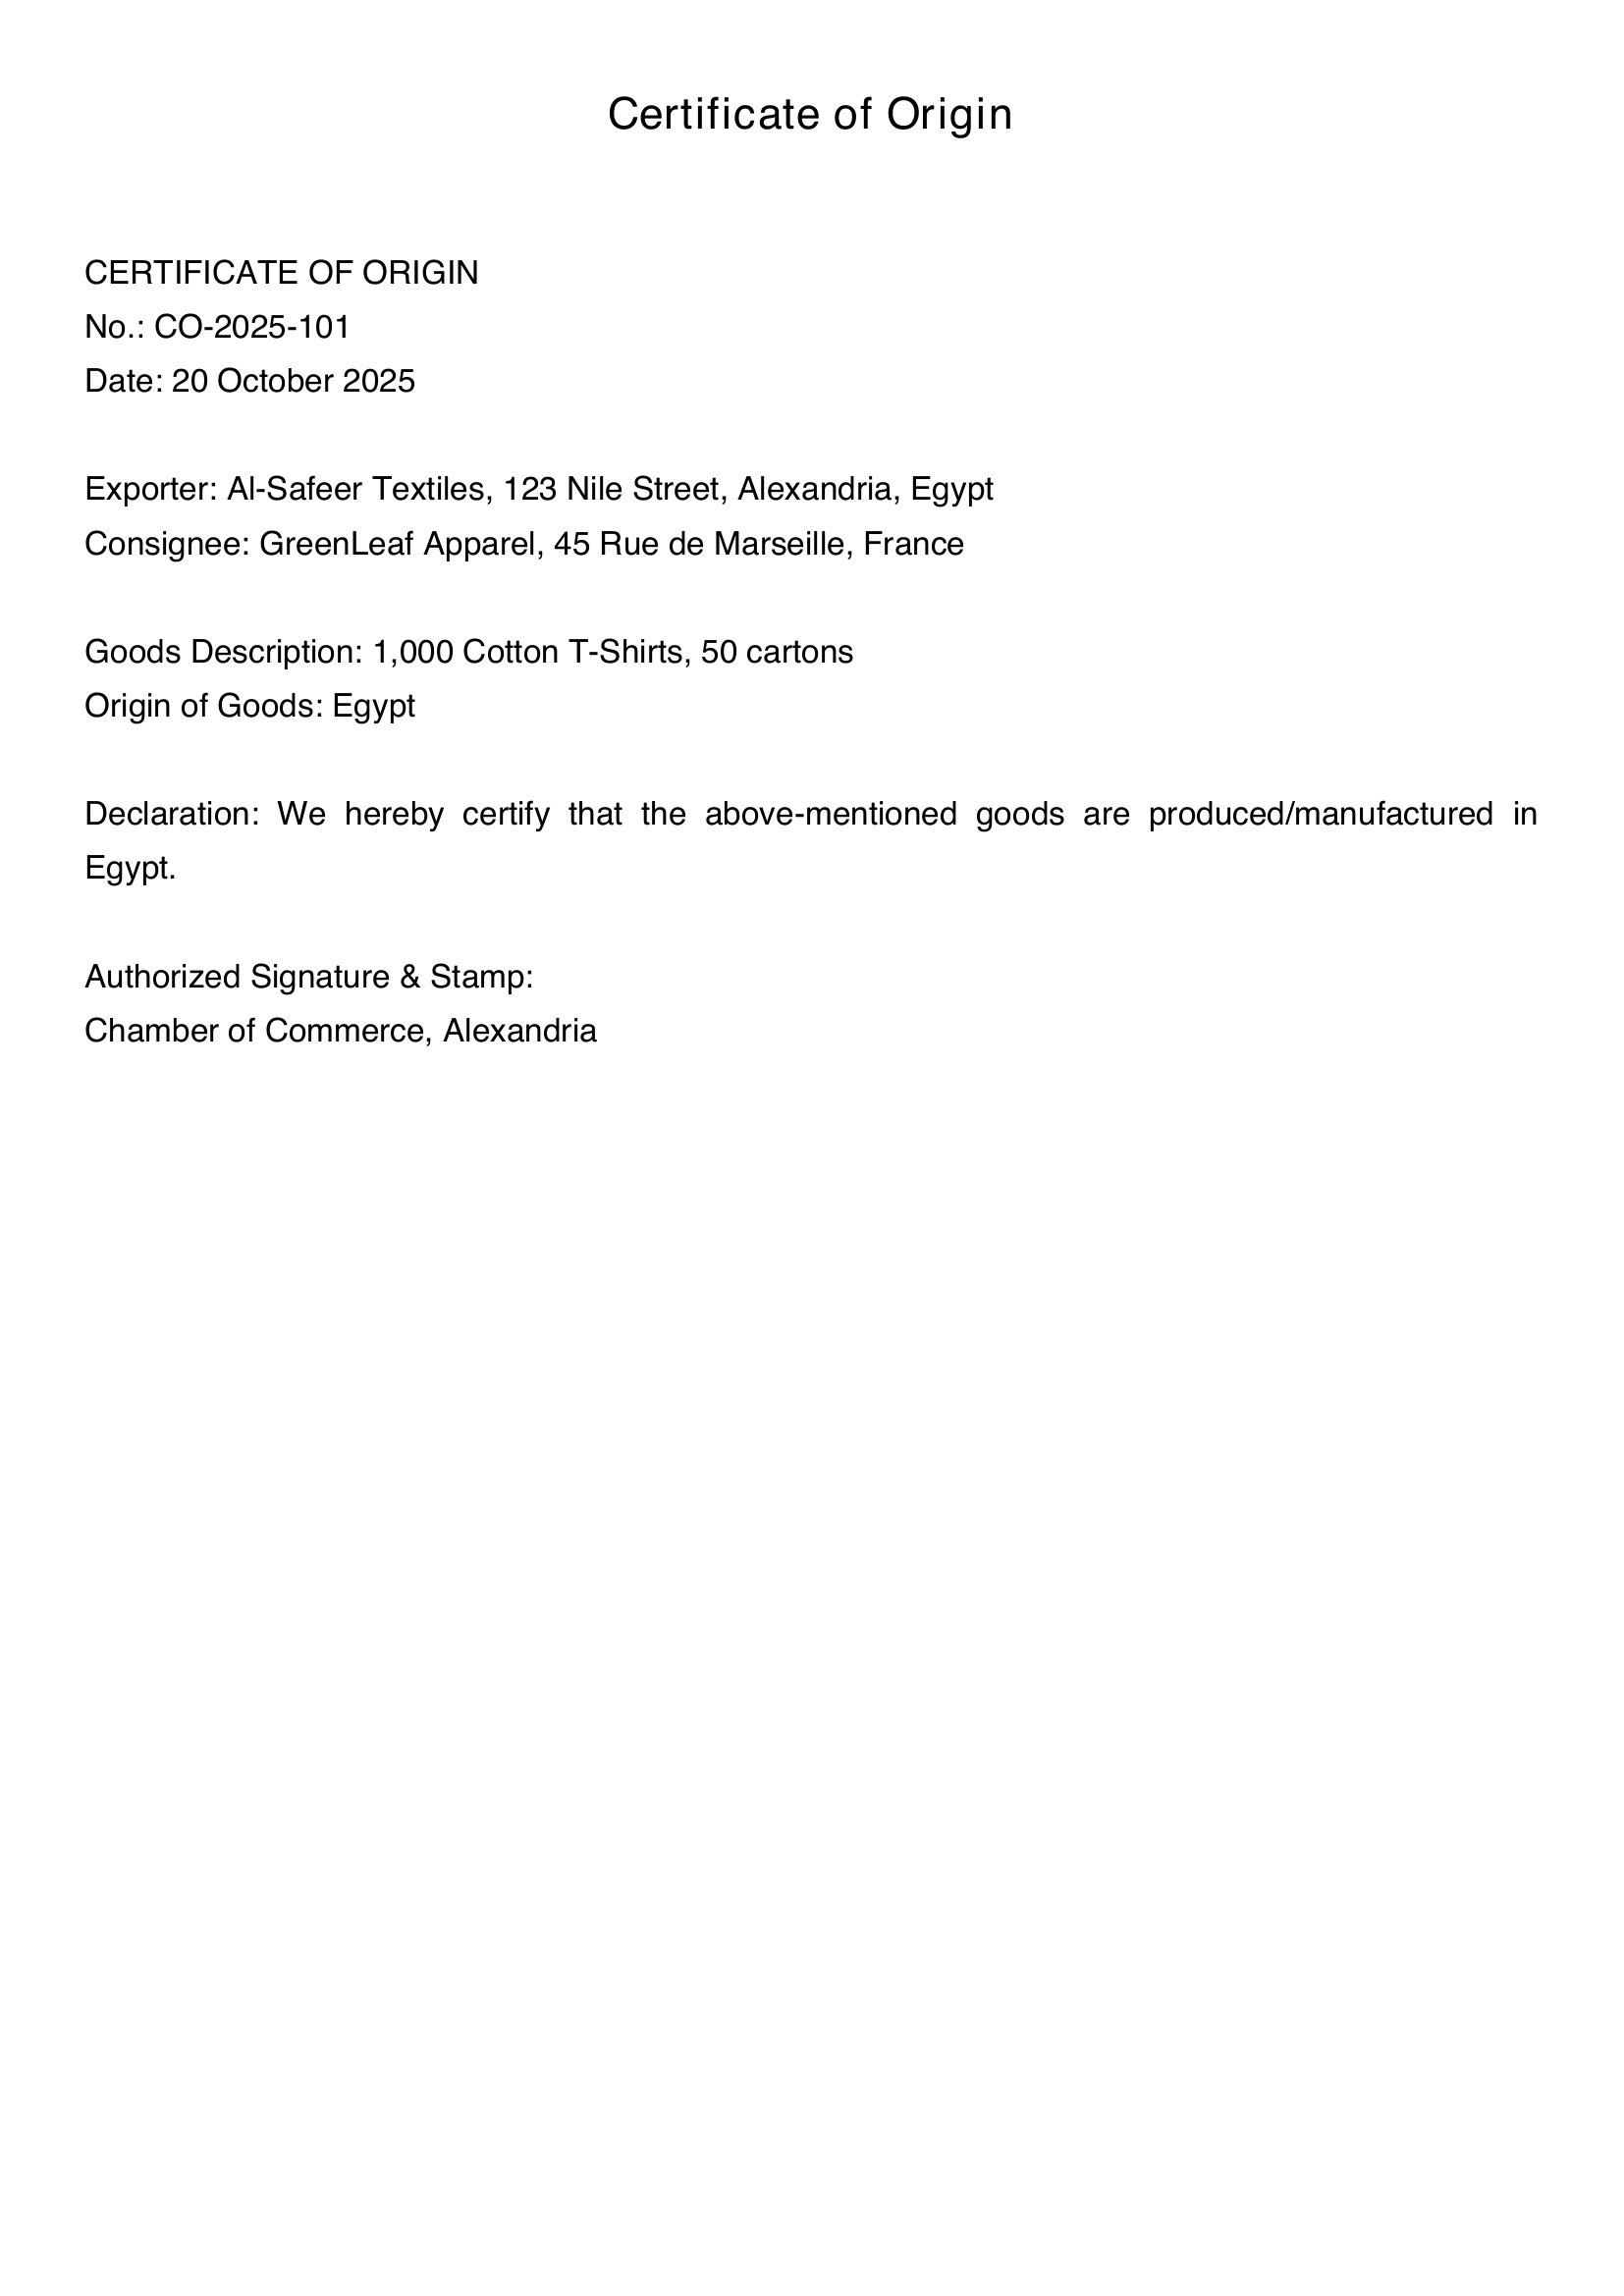 Certificate of Origin
CERTIFICATE OF ORIGIN
No.: CO-2025-101
Date: 20 October 2025
Exporter: Al-Safeer Textiles, 123 Nile Street, Alexandria, Egypt
Consignee: GreenLeaf Apparel, 45 Rue de Marseille, France
Goods Description: 1,000 Cotton T-Shirts, 50 cartons
Origin of Goods: Egypt
Declaration: We hereby certify that the above-mentioned goods are produced/manufactured in
Egypt.
Authorized Signature & Stamp:
Chamber of Commerce, Alexandria